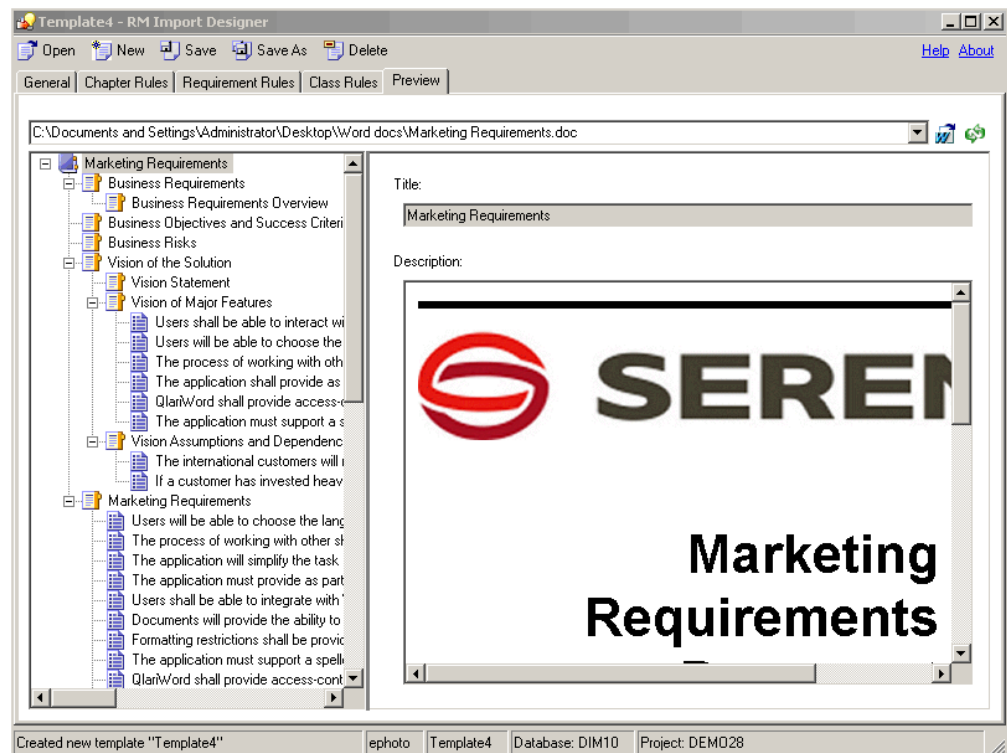 Template4 - RM Import Designer
Open New Save Save As Delete Help About
General Chapter Rules Requirement Rules Class Rules Preview
C:\Documents and Settings\Administrator\Desktop\Word docs\Marketing Requirements.doc
Marketing Requirements
Business Requirements
Business Requirements Overview
Business Objectives and Success Criteri
Business Risks
Vision of the Solution
Vision Statement
Vision of Major Features
Users shall be able to interact wi
Users will be able to choose the
The process of working with oth
The application shall provide as
QlariWord shall provide access-c
The application must support a s
Vision Assumptions and Dependenc
The international customers will
If a customer has invested heav
Marketing Requirements
Users will be able to choose the lang
The process of working with other sh
The application will simplify the task
The application must provide as part
Users shall be able to integrate with
Documents will provide the ability to
Formatting restrictions shall be provic
The application must support a spelle
QlariWord shall provide access-cont
Title:
Marketing Requirements
Description:
SEREN
Marketing
Requirements
Created new template "Template4" ephoto Template4 Database: DIM10 Project: DEMO28